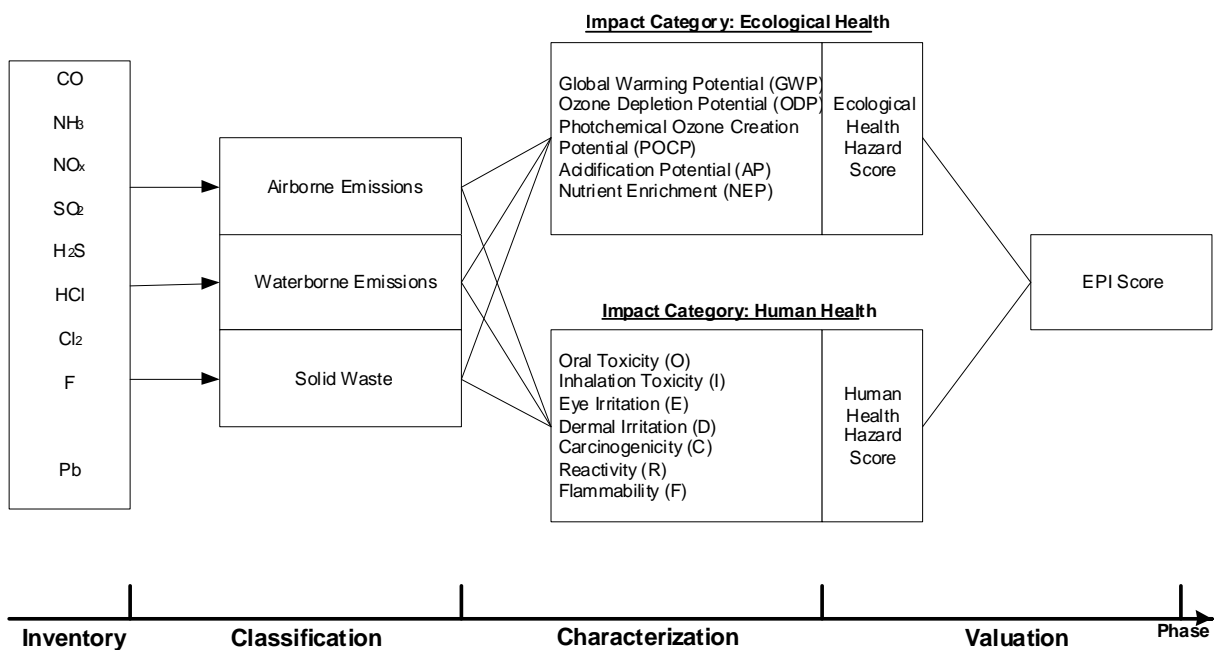 Impact Category: Ecological Health
CO
NH₃
NOₓ
SO₂
H₂S
HCl
Cl₂
F
Pb
Airborne Emissions
Waterborne Emissions
Solid Waste
Global Warming Potential (GWP)
Ozone Depletion Potential (ODP)
Photchemical Ozone Creation
Potential (POCP)
Acidification Potential (AP)
Nutrient Enrichment (NEP)
Ecological
Health
Hazard
Score
Impact Category: Human Health
Oral Toxicity (O)
Inhalation Toxicity (I)
Eye Irritation (E)
Dermal Irritation (D)
Carcinogenicity (C)
Reactivity (R)
Flammability (F)
Human
Health
Hazard
Score
EPI Score
Inventory
Classification
Characterization
Valuation
Phase